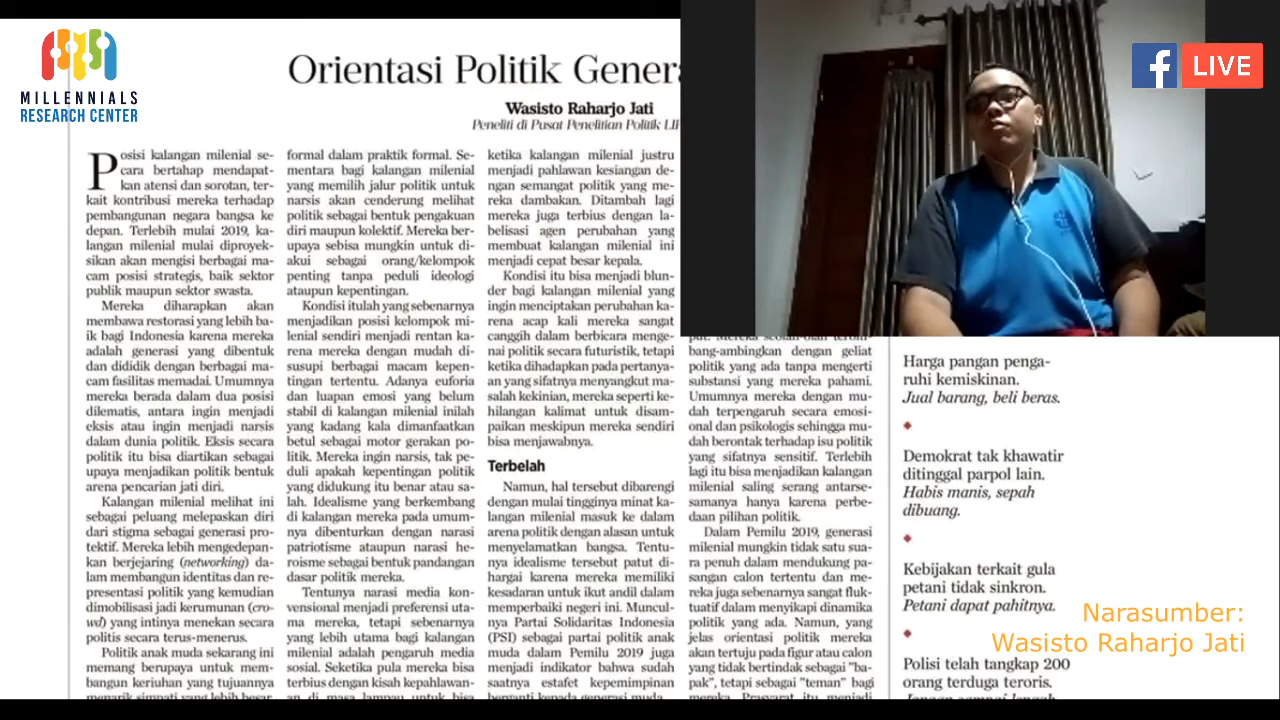 MILLENNIALS
RESEARCH CENTER
Orientasi Politik Genera
Wasisto Raharjo Jati
Peneliti di Pusat Penelitian Politik LIP
Posisi kalangan milenial se-
cara bertahap mendapat-
kan atensi dan sorotan, ter-
kait kontribusi mereka terhadap
pembangunan negara bangsa ke
depan. Terlebih mulai 2019, ka-
langan milenial mulai diproyek-
sikan akan mengisi berbagai ma-
cam posisi strategis, baik sektor
publik maupun sektor swasta.
Mereka diharapkan akan
membawa restorasi yang lebih ba-
ik bagi Indonesia karena mereka
adalah generasi yang dibentuk
dan dididik dengan berbagai ma-
cam fasilitas memadai. Umumnya
mereka berada dalam dua posisi
dilematis, antara ingin menjadi
eksis atau ingin menjadi narsis
dalam dunia politik. Eksis secara
politik itu bisa diartikan sebagai
upaya menjadikan politik bentuk
arena pencarian jati diri.
Kalangan milenial melihat ini
sebagai peluang melepaskan diri
dari stigma sebagai generasi pro-
tektif. Mereka lebih mengedepan-
kan berjejaring (networking) da-
lam membangun identitas dan re-
presentasi politik yang kemudian
dimobilisasi jadi kerumunan (cro-
wd) yang intinya menekan secara
politis secara terus-menerus.
Politik anak muda sekarang ini
memang berupaya untuk mem-
bangun keriuhan yang tujuannya
menarik simpati yang lebih besar
formal dalam praktik formal. Se-
mentara bagi kalangan milenial
yang memilih jalur politik untuk
narsis akan cenderung melihat
politik sebagai bentuk pengakuan
diri maupun kolektif. Mereka ber-
upaya sebisa mungkin untuk di-
akui sebagai orang/kelompok
penting tanpa peduli ideologi
ataupun kepentingan.
Kondisi itulah yang sebenarnya
menjadikan posisi kelompok mi-
lenial sendiri menjadi rentan ka-
rena mereka dengan mudah di-
susupi berbagai macam kepen-
tingan tertentu. Adanya euforia
dan luapan emosi yang belum
stabil di kalangan milenial inilah
yang kadang kala dimanfaatkan
betul sebagai motor gerakan po-
litik. Mereka ingin narsis, tak pe-
duli apakah kepentingan politik
yang didukung itu benar atau sa-
lah. Idealisme yang berkembang
di kalangan mereka pada umum-
nya dibenturkan dengan narasi
patriotisme ataupun narasi he-
roisme sebagai bentuk pandangan
dasar politik mereka.
Tentunya narasi media kon-
vensional menjadi preferensi uta-
ma mereka, tetapi sebenarnya
yang lebih utama bagi kalangan
milenial adalah pengaruh media
sosial. Seketika pula mereka bisa
terbius dengan kisah kepahlawan-
an di masa lampau untuk bisa
ketika kalangan milenial justru
menjadi pahlawan kesiangan de-
ngan semangat politik yang me-
reka dambakan. Ditambah lagi
mereka juga terbius dengan la-
belisasi agen perubahan yang
membuat kalangan milenial ini
menjadi cepat besar kepala.
Kondisi itu bisa menjadi blun-
der bagi kalangan milenial yang
ingin menciptakan perubahan ka-
rena acap kali mereka sangat
canggih dalam berbicara menge-
nai politik secara futuristik, tetapi
ketika dihadapkan pada pertanya-
an yang sifatnya menyangkut ma-
salah kekinian, mereka seperti ke-
hilangan kalimat untuk disam-
paikan meskipun mereka sendiri
bisa menjawabnya.
Terbelah
Namun, hal tersebut dibarengi
dengan mulai tingginya minat ka-
langan milenial masuk ke dalam
arena politik dengan alasan untuk
menyelamatkan bangsa. Tentu-
nya idealisme tersebut patut di-
hargai karena mereka memiliki
kesadaran untuk ikut andil dalam
memperbaiki negeri ini. Muncul-
nya Partai Solidaritas Indonesia
(PSI) sebagai partai politik anak
muda dalam Pemilu 2019 juga
menjadi indikator bahwa sudah
saatnya estafet kepemimpinan
berganti kepada generasi muda.
put. Mereka seolah-olah terom-
bang-ambingkan dengan geliat
politik yang ada tanpa mengerti
substansi yang mereka pahami.
Umumnya mereka dengan mu-
dah terpengaruh secara emosi-
onal dan psikologis sehingga mu-
dah berontak terhadap isu politik
yang sifatnya sensitif. Terlebih
lagi itu bisa menjadikan kalangan
milenial saling serang antarse-
samanya hanya karena perbe-
daan pilihan politik.
Dalam Pemilu 2019, generasi
milenial mungkin tidak satu sua-
ra penuh dalam mendukung pa-
sangan calon tertentu dan me-
reka juga sebenarnya sangat fluk-
tuatif dalam menyikapi dinamika
politik yang ada. Namun, yang
jelas orientasi politik mereka
akan tertuju pada figur atau calon
yang tidak bertindak sebagai "ba-
pak", tetapi sebagai "teman" bagi
mereka. Prasyarat itu menjadi
Harga pangan penga-
ruhi kemiskinan.
Jual barang, beli beras.
Demokrat tak khawatir
ditinggal parpol lain.
Habis manis, sepah
dibuang.
Kebijakan terkait gula
petani tidak sinkron.
Petani dapat pahitnya.
Polisi telah tangkap 200
orang terduga teroris.
f LIVE
Narasumber:
Wasisto Raharjo Jati